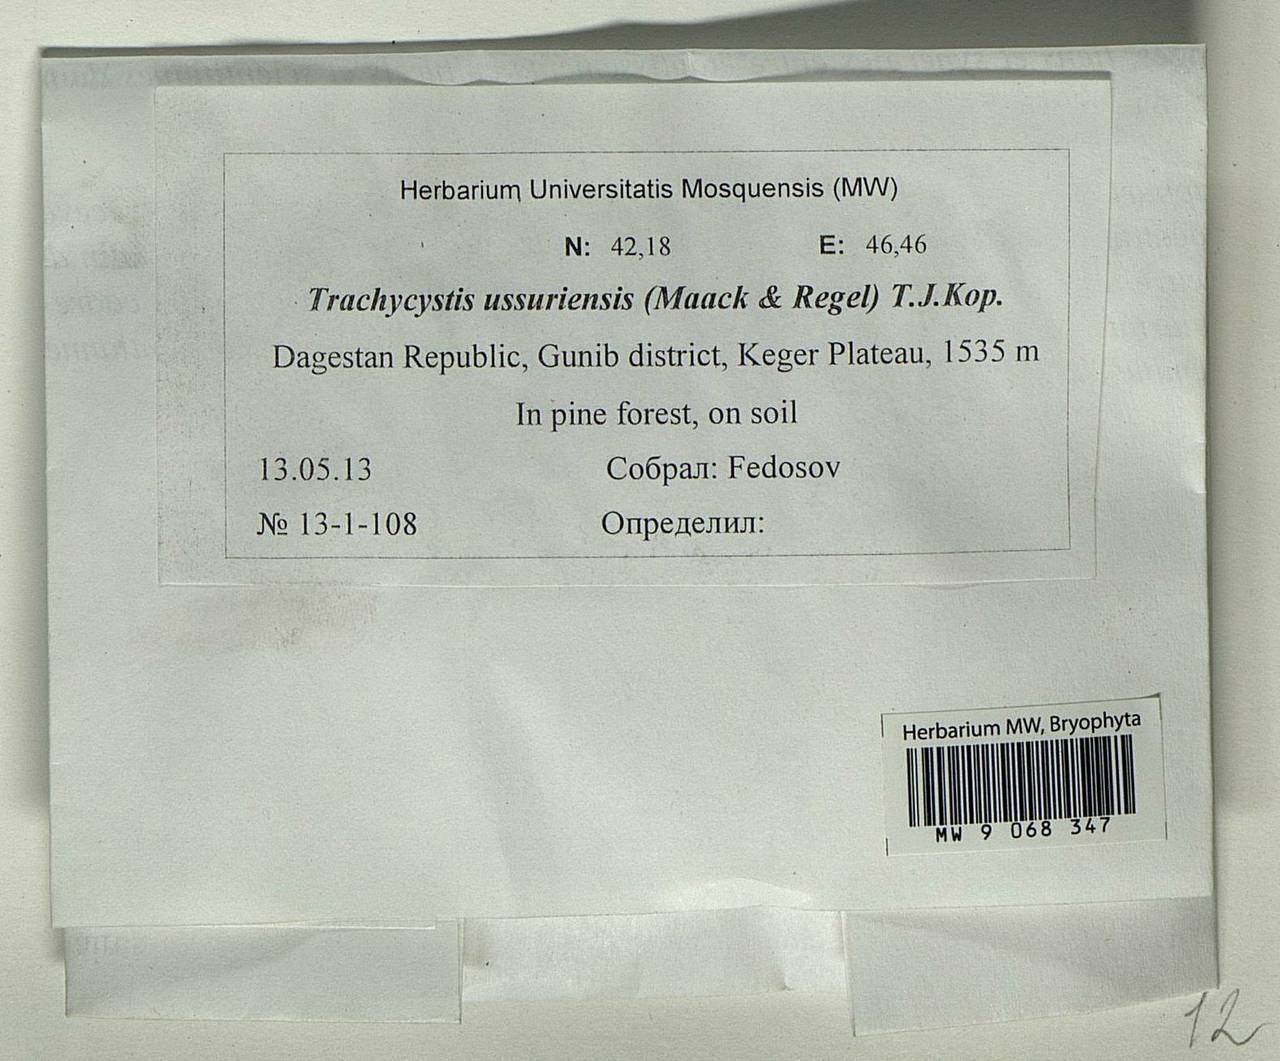 Herbarium Universitatis Mosquensis (MW)
N: 42,18 E: 46,46
Trachycystis ussuriensis (Maack & Regel) T.J.Kop.
Dagestan Republic, Gunib district, Keger Plateau, 1535 m
In pine forest, on soil
13.05.13 Собрал: Fedosov
№ 13-1-108 Определил:
Herbarium MW, Bryophyta
MW 9 068 347
12